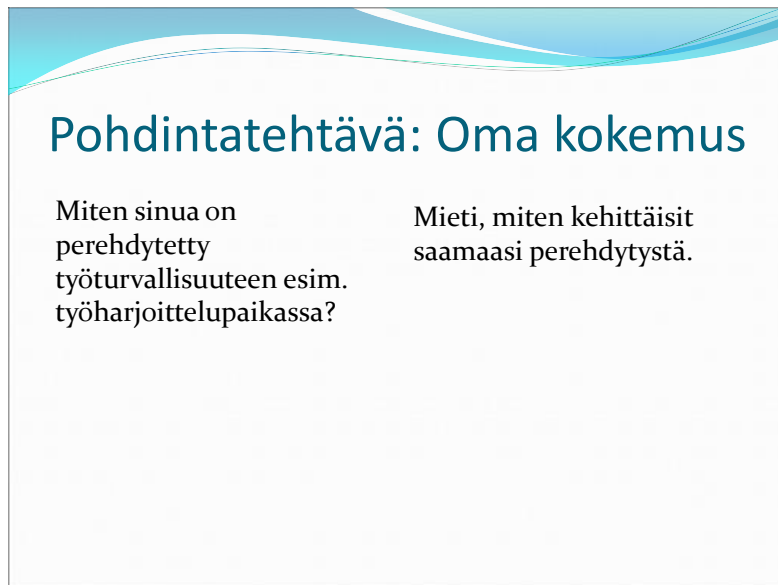 Pohdintatehtävä: Oma kokemus
Miten sinua on
perehdytetty
työturvallisuuteen esim.
työharjoittelupaikassa?
Mieti, miten kehittäisit
saamaasi perehdytystä.